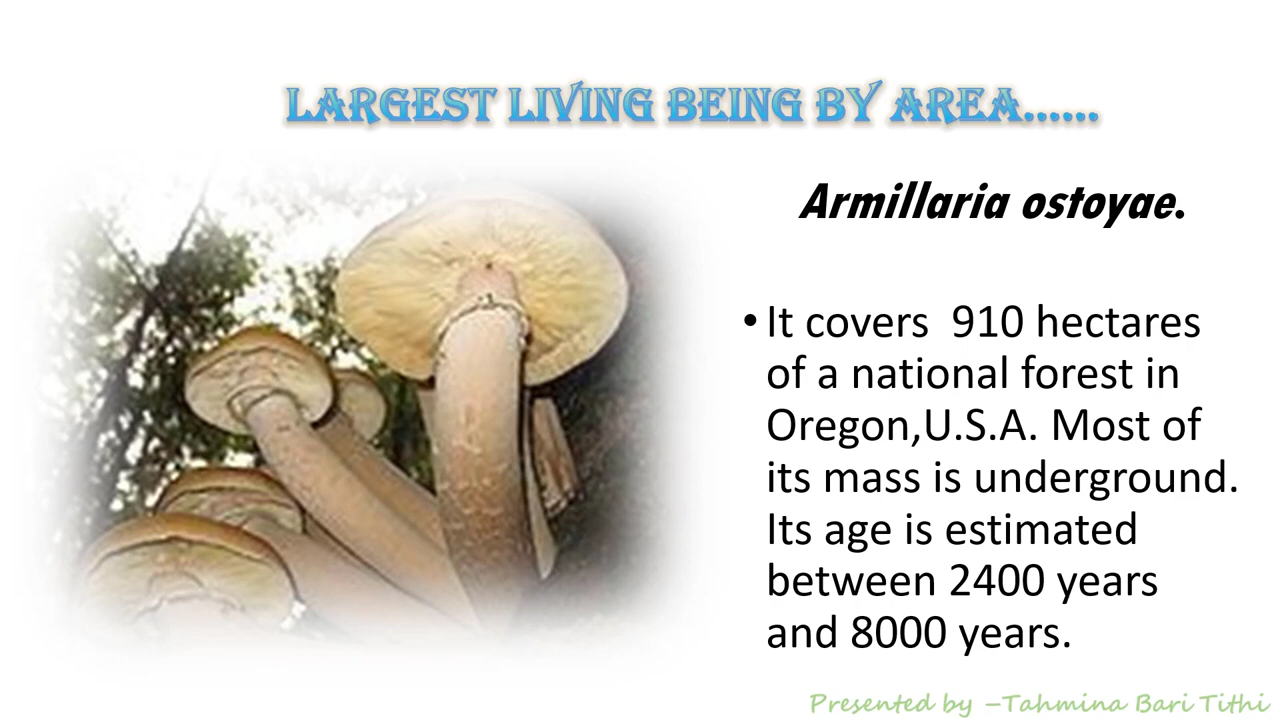 LARGEST LIVING BEING BY AREA......
Armillaria ostoyae.
• It covers  910 hectares
of a national forest in
Oregon,U.S.A. Most of
its mass is underground.
Its age is estimated
between 2400 years
and 8000 years.
Presented by –Tahmina Bari Tithi